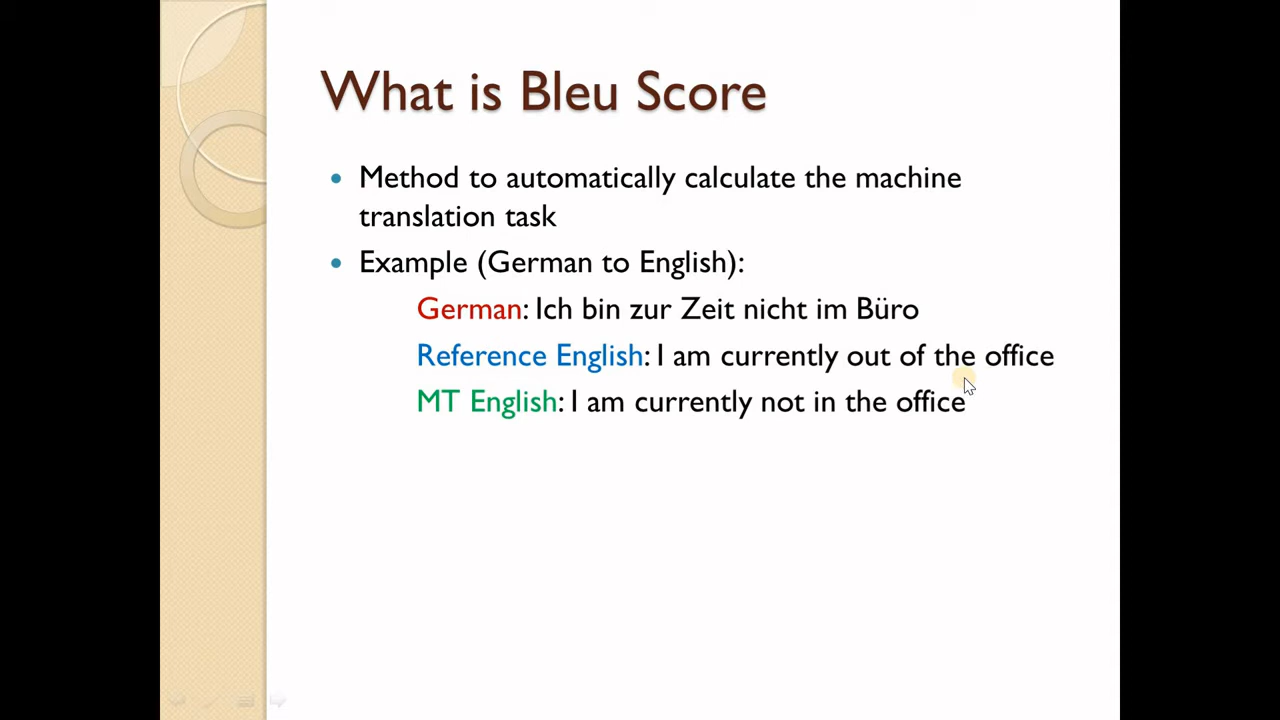 What is Bleu Score
Method to automatically calculate the machine
translation task
Example (German to English):
German: Ich bin zur Zeit nicht im Büro
Reference English: I am currently out of the office
MT English: I am currently not in the office